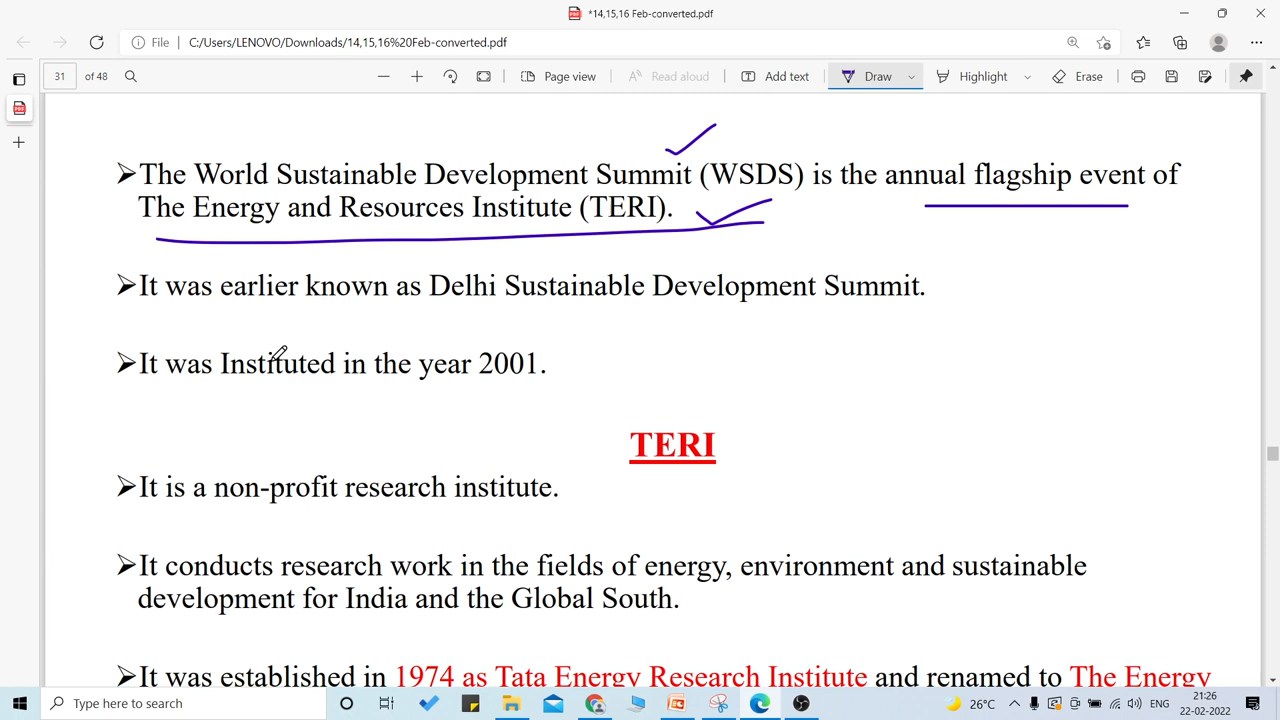 *14,15,16 Feb-converted.pdf
File C:/Users/LENOVO/Downloads/14,15,16%20Feb-converted.pdf
31 of 48 Page view Read aloud Add text Draw Highlight Erase
➢The World Sustainable Development Summit (WSDS) is the annual flagship event of
The Energy and Resources Institute (TERI).
➢It was earlier known as Delhi Sustainable Development Summit.
➢It was Instituted in the year 2001.
TERI
➢It is a non-profit research institute.
➢It conducts research work in the fields of energy, environment and sustainable
development for India and the Global South.
➢It was established in 1974 as Tata Energy Research Institute and renamed to The Energy
Type here to search 26°C ENG 21:26
22-02-2022